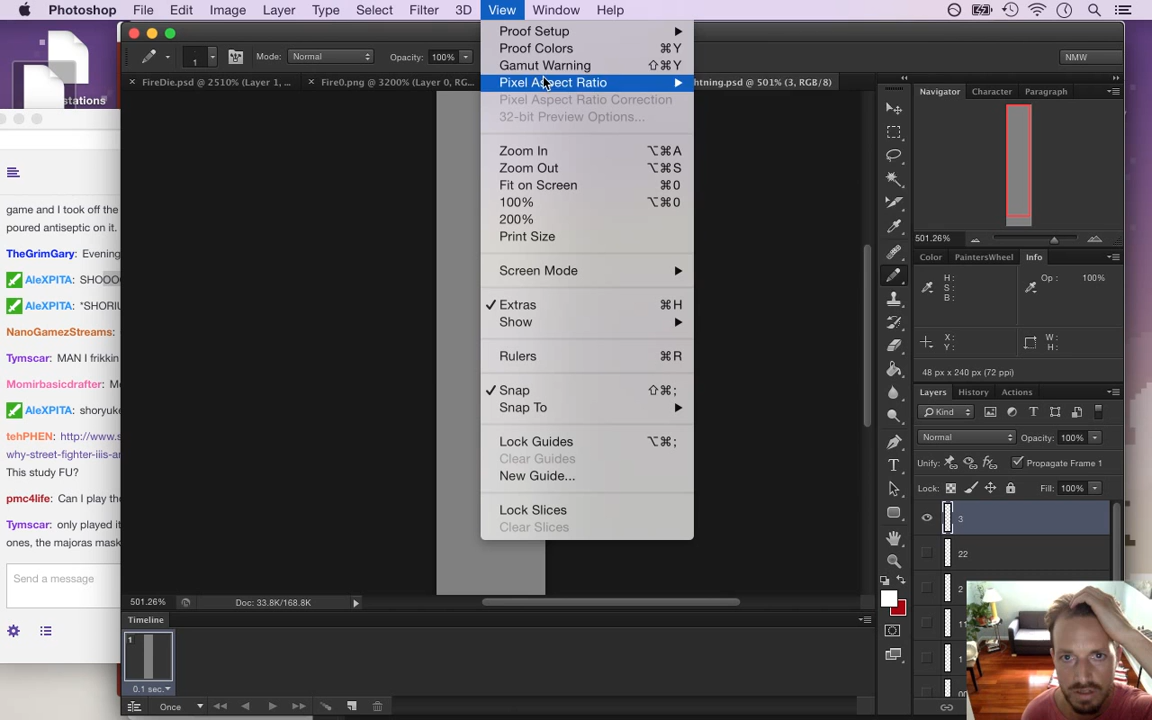 Photoshop File Edit Image Layer Type Select Filter 3D View Window Help
stations
Mode: Normal Opacity: 100% NMW
FireDie.psd @ 2510% (Layer 1, ... Fire0.png @ 3200% (Layer 0, RG... htning.psd @ 501% (3, RGB/8)
Proof Setup
Proof Colors ⌘Y
Gamut Warning ⇧⌘Y
Pixel Aspect Ratio
Pixel Aspect Ratio Correction
32-bit Preview Options...
Zoom In ⌥⌘A
Zoom Out ⌥⌘S
Fit on Screen ⌘0
100% ⌥⌘0
200%
Print Size
Screen Mode
✓ Extras ⌘H
Show
Rulers ⌘R
✓ Snap ⇧⌘;
Snap To
Lock Guides ⌥⌘;
Clear Guides
New Guide...
Lock Slices
Clear Slices
game and I took off the
poured antiseptic on it.
TheGrimGary: Evening
AleXPITA: SHOOO
AleXPITA: *SHORIU
NanoGamezStreams:
Tymscar: MAN I frikkin
Momirbasicdrafter: Mo
AleXPITA: shoryuke
tehPHEN: http://www.s
why-street-fighter-iiis-an
This study FU?
pmc4life: Can I play the
Tymscar: only played it
ones, the majoras mask
Send a message
501.26% Doc: 33.8K/168.8K
Timeline
1
0.1 sec.
Once
Navigator Character Paragraph
501.26%
Color PaintersWheel Info
H:
S:
B:
Op: 100%
X:
Y:
W:
H:
48 px x 240 px (72 ppi)
Layers History Actions
Kind
Normal Opacity: 100%
Unify: Propagate Frame 1
Lock: Fill: 100%
3
22
2
11
1
00